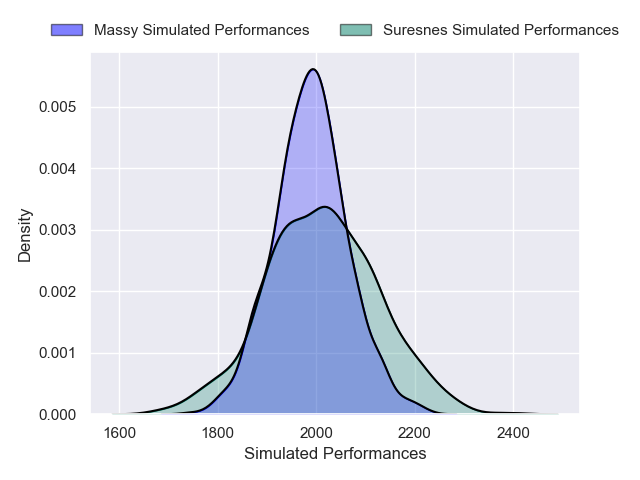 Massy Simulated Performances Suresnes Simulated Performances
0.005
0.004
0.003
0.002
0.001
0.000
Density
1600 1800 2000 2200 2400
Simulated Performances